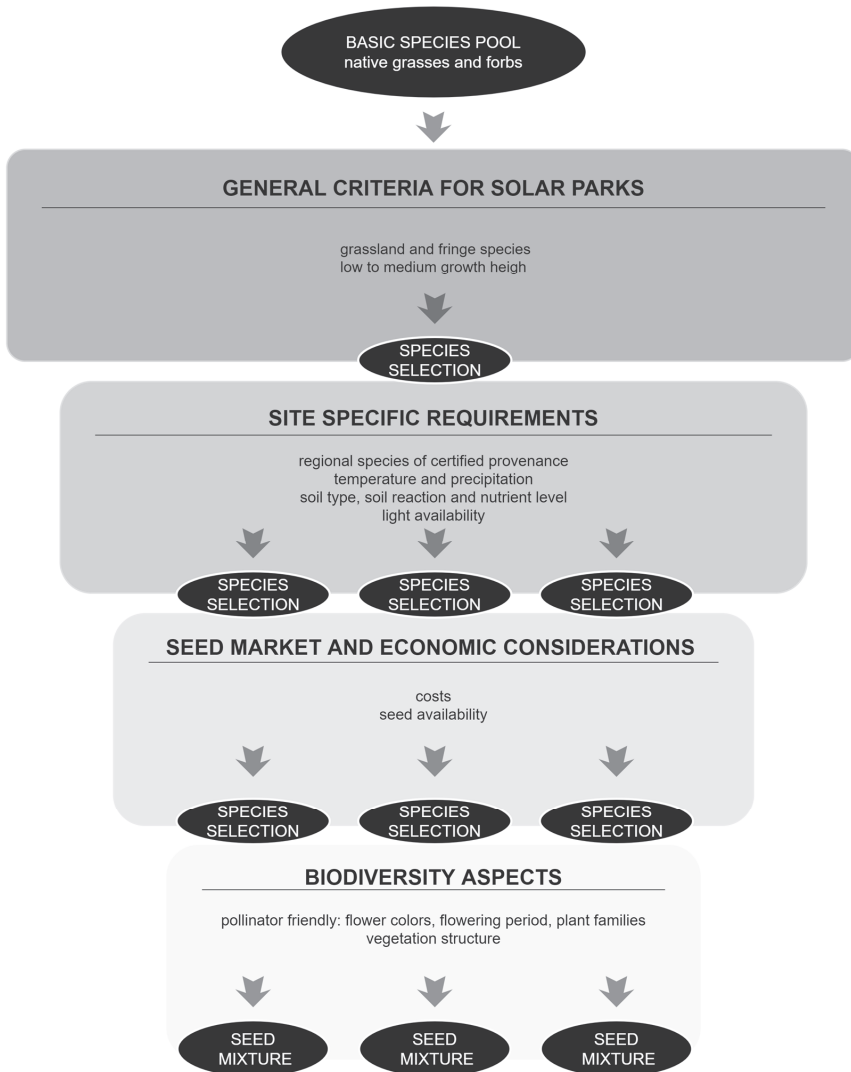 BASIC SPECIES POOL
native grasses and forbs
GENERAL CRITERIA FOR SOLAR PARKS
grassland and fringe species
low to medium growth heigh
SPECIES
SELECTION
SITE SPECIFIC REQUIREMENTS
regional species of certified provenance
temperature and precipitation
soil type, soil reaction and nutrient level
light availability
SPECIES
SELECTION
SPECIES
SELECTION
SPECIES
SELECTION
SEED MARKET AND ECONOMIC CONSIDERATIONS
costs
seed availability
SPECIES
SELECTION
SPECIES
SELECTION
SPECIES
SELECTION
BIODIVERSITY ASPECTS
pollinator friendly: flower colors, flowering period, plant families
vegetation structure
SEED
MIXTURE
SEED
MIXTURE
SEED
MIXTURE